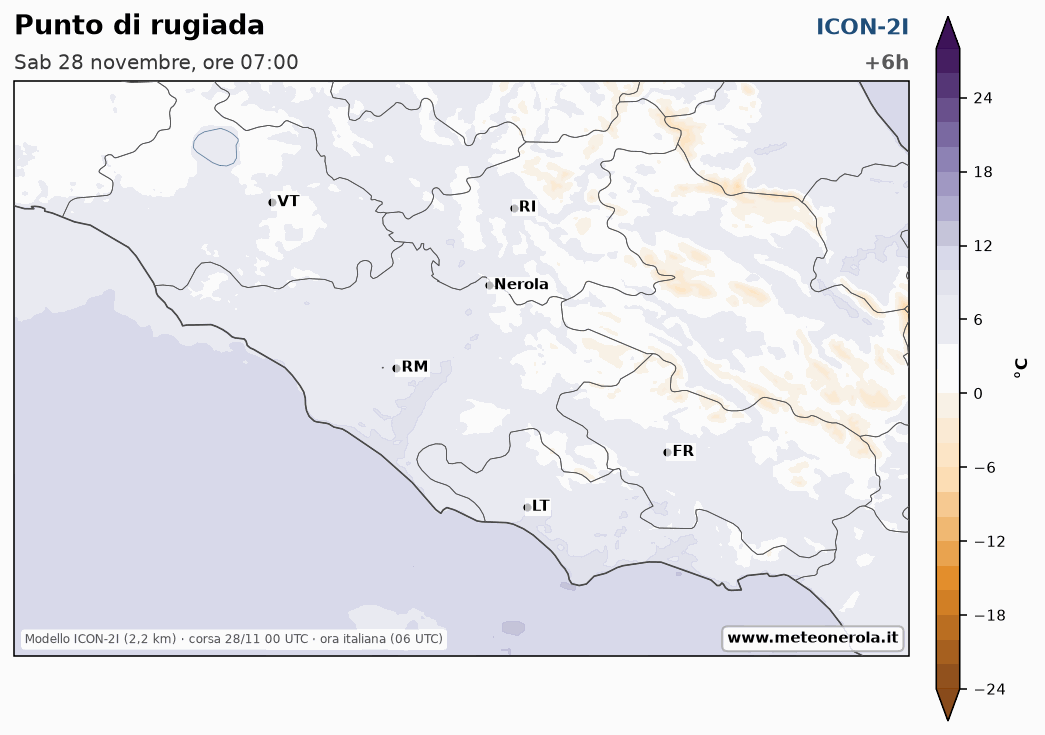 Punto di rugiada
ICON-2I
Sab 28 novembre, ore 07:00
+6h
VT
RI
Nerola
RM
FR
LT
Modello ICON-2I (2,2 km) · corsa 28/11 00 UTC · ora italiana (06 UTC)
www.meteonerola.it
24
18
12
6
0
−6
−12
−18
−24
°C